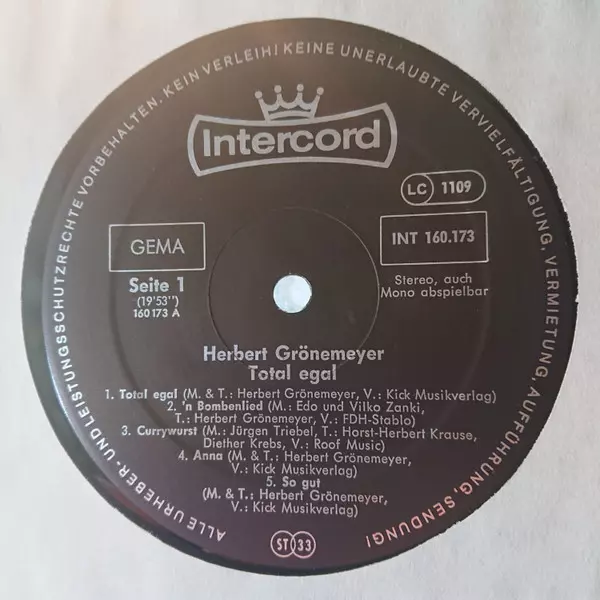 ALLE URHEBER- UND LEISTUNGSSCHUTZRECHTE VORBEHALTEN. KEIN VERLEIH! KEINE UNERLAUBTE VERVIELFÄLTIGUNG, VERMIETUNG, AUFFÜHRUNG, SENDUNG!
Intercord
LC 1109
GEMA
INT 160.173
Seite 1
(19'53'')
160 173 A
Stereo, auch
Mono abspielbar
Herbert Grönemeyer
Total egal
1. Total egal (M. & T.: Herbert Grönemeyer, V.: Kick Musikverlag)
2. 'n Bombenlied (M.: Edo und Vilko Zanki,
T.: Herbert Grönemeyer, V.: FDH-Stablo)
3. Currywurst (M.: Jürgen Triebel, T.: Horst-Herbert Krause,
Diether Krebs, V.: Roof Music)
4. Anna (M. & T.: Herbert Grönemeyer,
V.: Kick Musikverlag)
5. So gut
(M. & T.: Herbert Grönemeyer,
V.: Kick Musikverlag)
ST 33